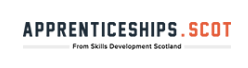 APPRENTICESHIPS.SCOT
From Skills Development Scotland